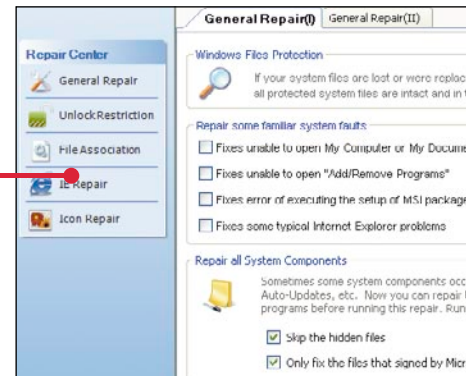 General Repair(I)
General Repair(II)
Repair Center
General Repair
UnlockRestriction
File Association
IE Repair
Icon Repair
Windows Files Protection
If your system files are lost or were replac
all protected system files are intact and in t
Repair some familiar system faults
Fixes unable to open My Computer or My Docume
Fixes unable to open "Add/Remove Programs"
Fixes error of executing the setup of MSI package
Fixes some typical Internet Explorer problems
Repair all System Components
Sometimes some system components occ
Auto-Updates, etc. Now you can repair
programs before running this repair. Run
Skip the hidden files
Only fix the files that signed by Micr